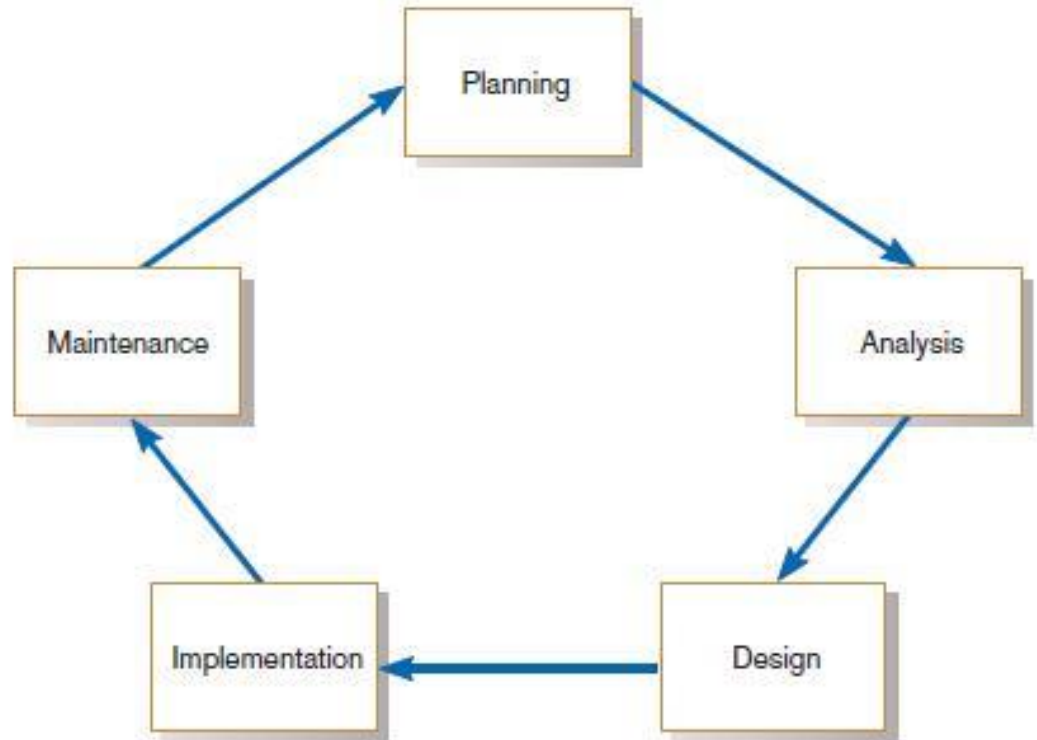 Planning
Maintenance
Analysis
Implementation
Design